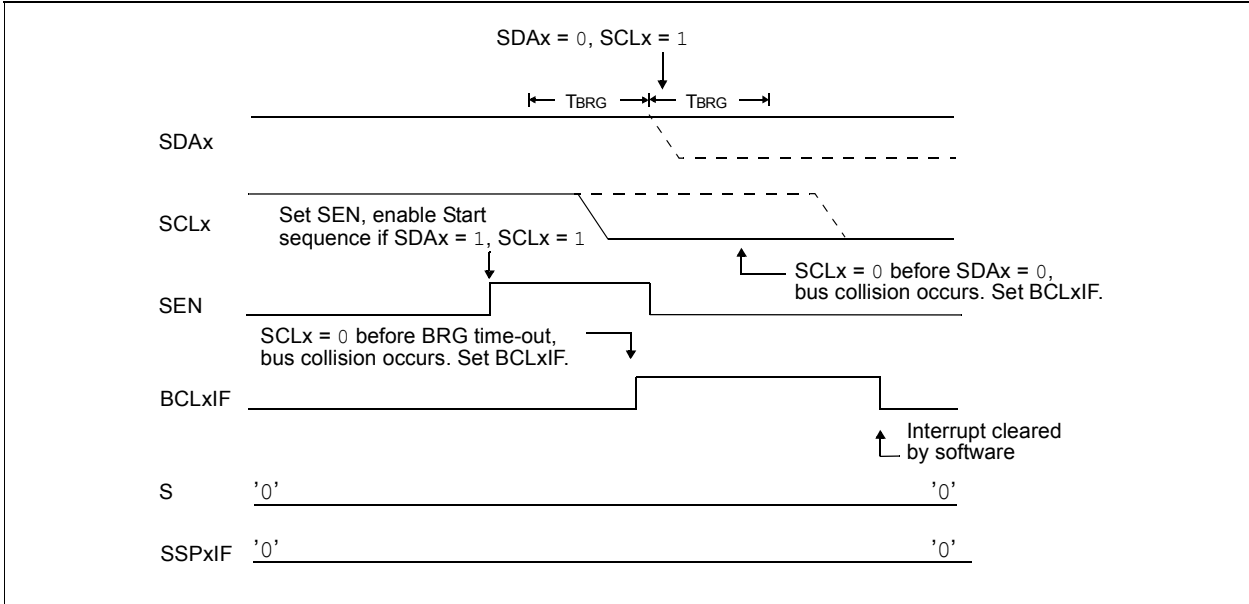 SDAx = 0, SCLx = 1
TBRG TBRG
SDAx
SCLx
Set SEN, enable Start
sequence if SDAx = 1, SCLx = 1
SCLx = 0 before SDAx = 0,
bus collision occurs. Set BCLxIF.
SEN
SCLx = 0 before BRG time-out,
bus collision occurs. Set BCLxIF.
BCLxIF
Interrupt cleared
by software
S '0' '0'
SSPxIF '0' '0'